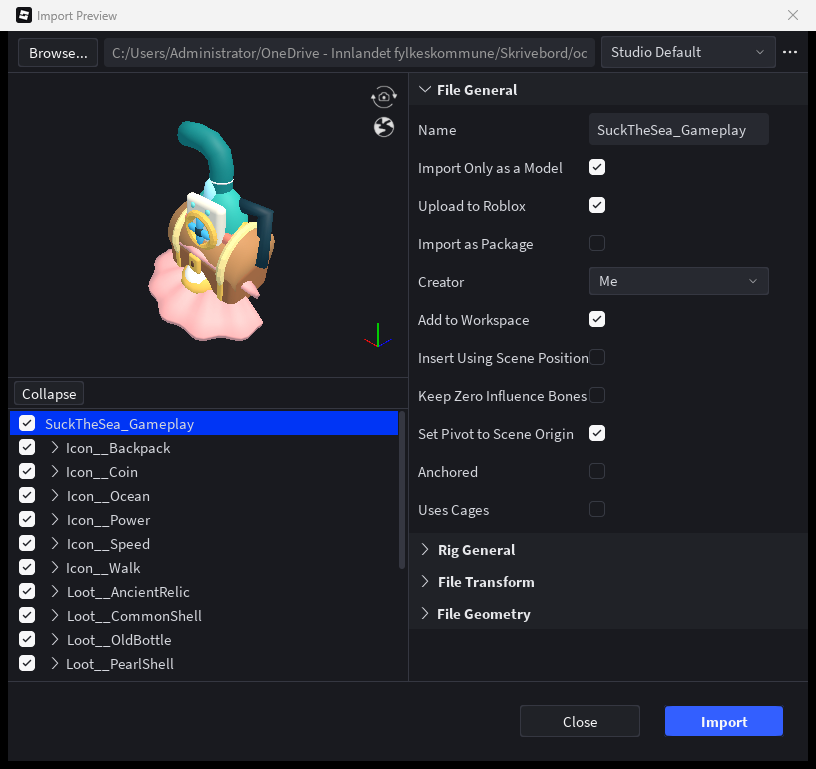 Import Preview
Browse...
C:/Users/Administrator/OneDrive - Innlandet fylkeskommune/Skrivebord/oc
Studio Default
File General
Name
SuckTheSea_Gameplay
Import Only as a Model
Upload to Roblox
Import as Package
Creator
Me
Add to Workspace
Insert Using Scene Position
Keep Zero Influence Bones
Set Pivot to Scene Origin
Anchored
Uses Cages
Rig General
File Transform
File Geometry
Collapse
SuckTheSea_Gameplay
Icon__Backpack
Icon__Coin
Icon__Ocean
Icon__Power
Icon__Speed
Icon__Walk
Loot__AncientRelic
Loot__CommonShell
Loot__OldBottle
Loot__PearlShell
Close
Import